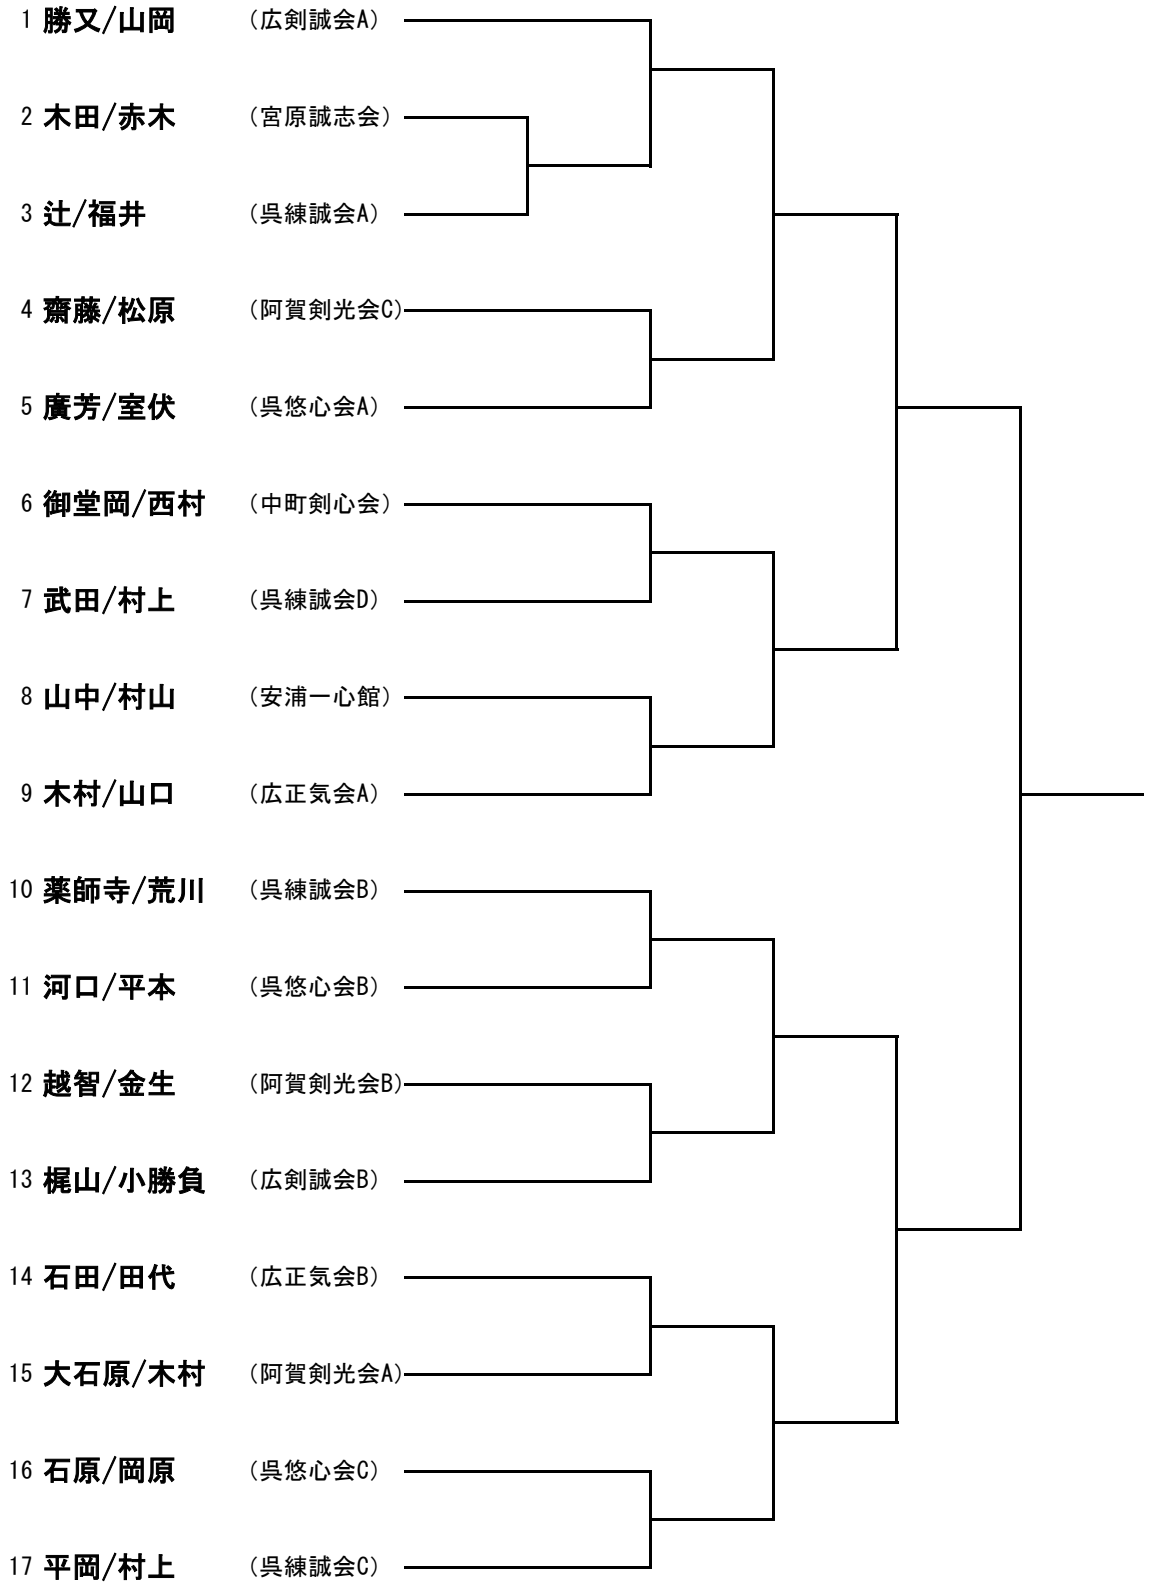 1 勝又/山岡 (広剣誠会A)
2 木田/赤木 (宮原誠志会)
3 辻/福井 (呉練誠会A)
4 齋藤/松原 (阿賀剣光会C)
5 廣芳/室伏 (呉悠心会A)
6 御堂岡/西村 (中町剣心会)
7 武田/村上 (呉練誠会D)
8 山中/村山 (安浦一心館)
9 木村/山口 (広正気会A)
10 薬師寺/荒川 (呉練誠会B)
11 河口/平本 (呉悠心会B)
12 越智/金生 (阿賀剣光会B)
13 梶山/小勝負 (広剣誠会B)
14 石田/田代 (広正気会B)
15 大石原/木村 (阿賀剣光会A)
16 石原/岡原 (呉悠心会C)
17 平岡/村上 (呉練誠会C)